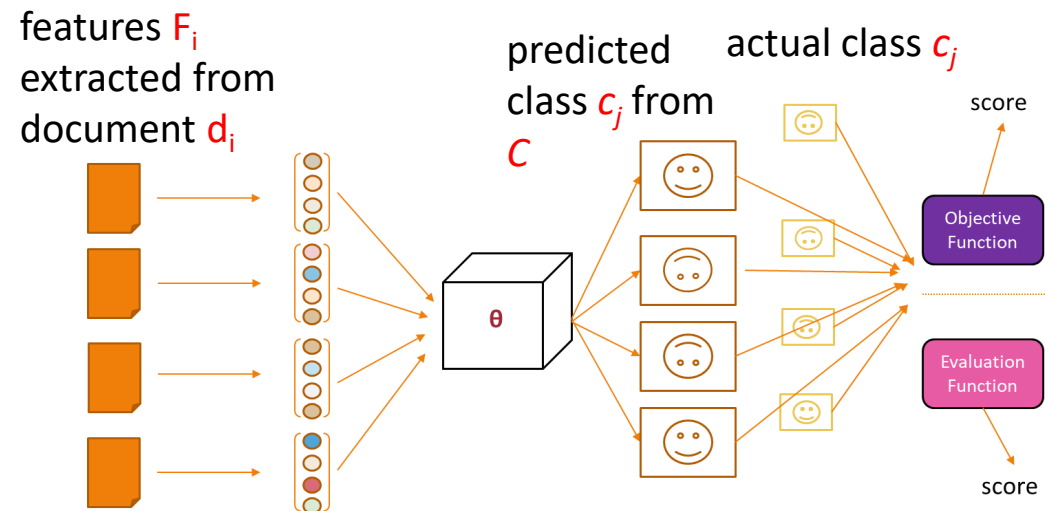 features Fᵢ
extracted from
document dᵢ
predicted
class cⱼ from
C
actual class cⱼ
score
Objective
Function
θ
Evaluation
Function
score